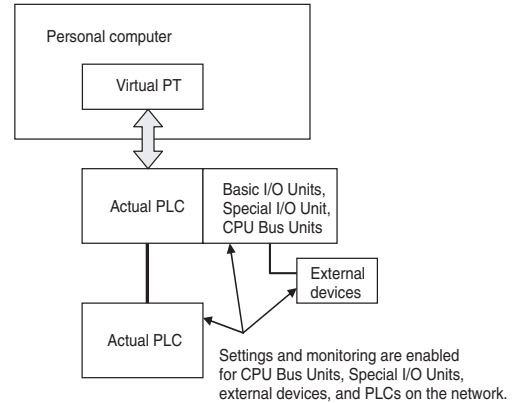 Personal computer
Virtual PT
Actual PLC
Basic I/O Units,
Special I/O Unit,
CPU Bus Units
External
devices
Actual PLC
Settings and monitoring are enabled
for CPU Bus Units, Special I/O Units,
external devices, and PLCs on the network.